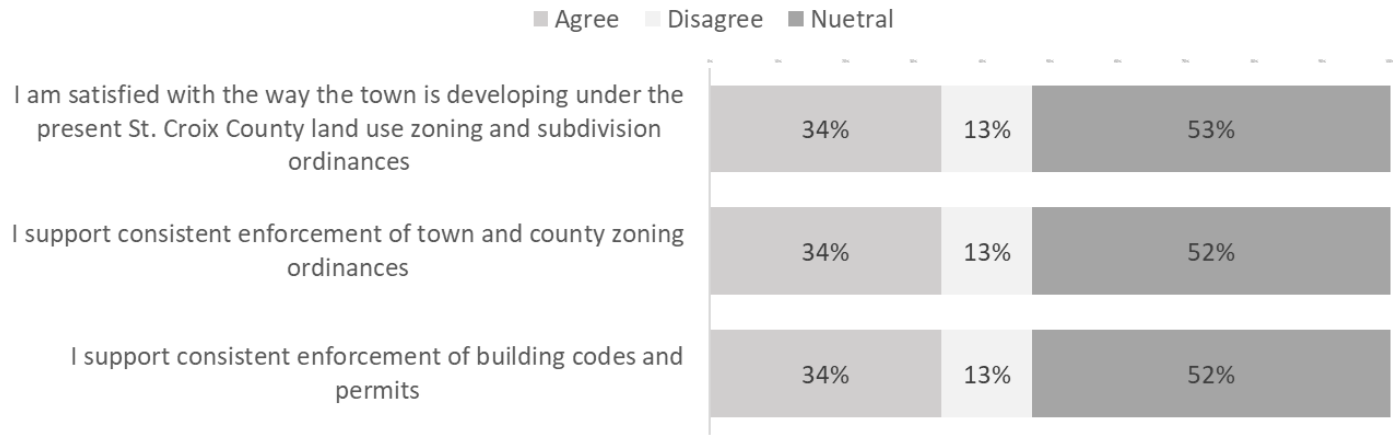 Agree Disagree Nuetral
I am satisfied with the way the town is developing under the
present St. Croix County land use zoning and subdivision
ordinances
34% 13% 53%
I support consistent enforcement of town and county zoning
ordinances
34% 13% 52%
I support consistent enforcement of building codes and
permits
34% 13% 52%